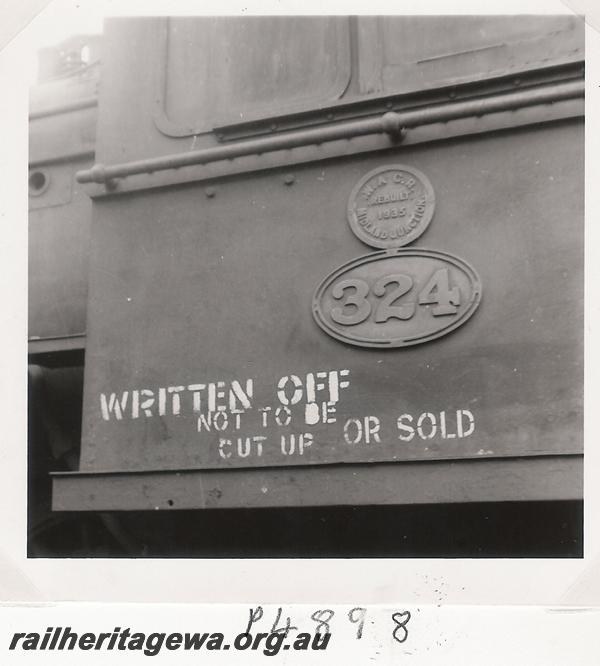 W.A.G.R.
REBUILT
1935
MIDLAND JUNCTION
324
WRITTEN OFF
NOT TO BE
CUT UP OR SOLD
P4898
railheritagewa.org.au